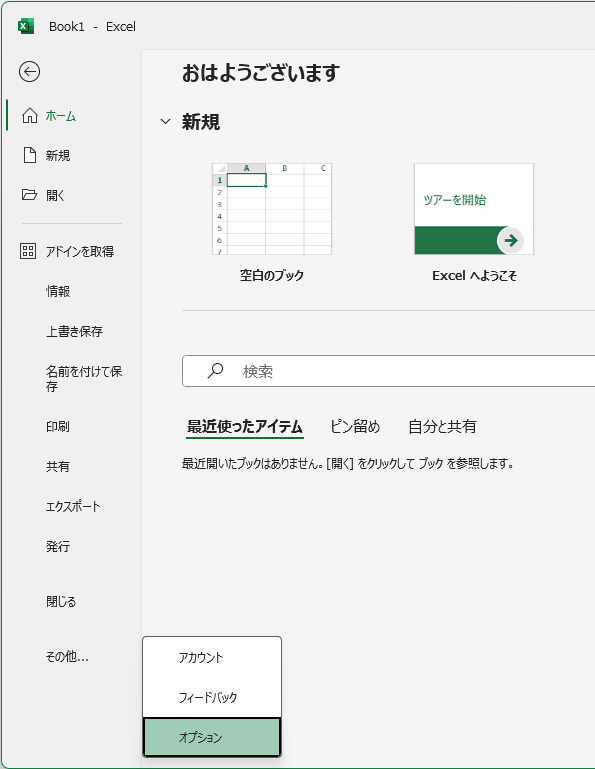 Book1 - Excel
おはようございます
ホーム
新規
新規
A B C
1
2
3
4
5
6
7
ツアーを開始
空白のブック
Excel へようこそ
開く
アドインを取得
情報
上書き保存
名前を付けて保
存
印刷
共有
エクスポート
発行
閉じる
その他...
検索
最近使ったアイテム ピン留め 自分と共有
最近開いたブックはありません。[開く] をクリックして ブック を参照します。
アカウント
フィードバック
オプション